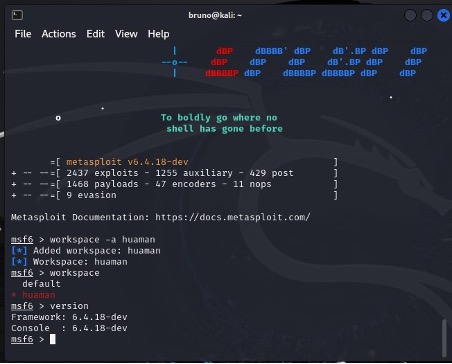 bruno@kali: ~
File Actions Edit View Help
| dBP dBBBB' dBP dB'.BP dBP dBP
--o-- dBP dBP dBP dB'.BP dBP dBP
| dBBBBP dBP dBBBBP dBBBBP dBP dBP
o
To boldly go where no
shell has gone before
=[ metasploit v6.4.18-dev ]
+ -- --=[ 2437 exploits - 1255 auxiliary - 429 post ]
+ -- --=[ 1468 payloads - 47 encoders - 11 nops ]
+ -- --=[ 9 evasion ]
Metasploit Documentation: https://docs.metasploit.com/
msf6 > workspace -a huaman
[*] Added workspace: huaman
[*] Workspace: huaman
msf6 > workspace
default
* huaman
msf6 > version
Framework: 6.4.18-dev
Console : 6.4.18-dev
msf6 >